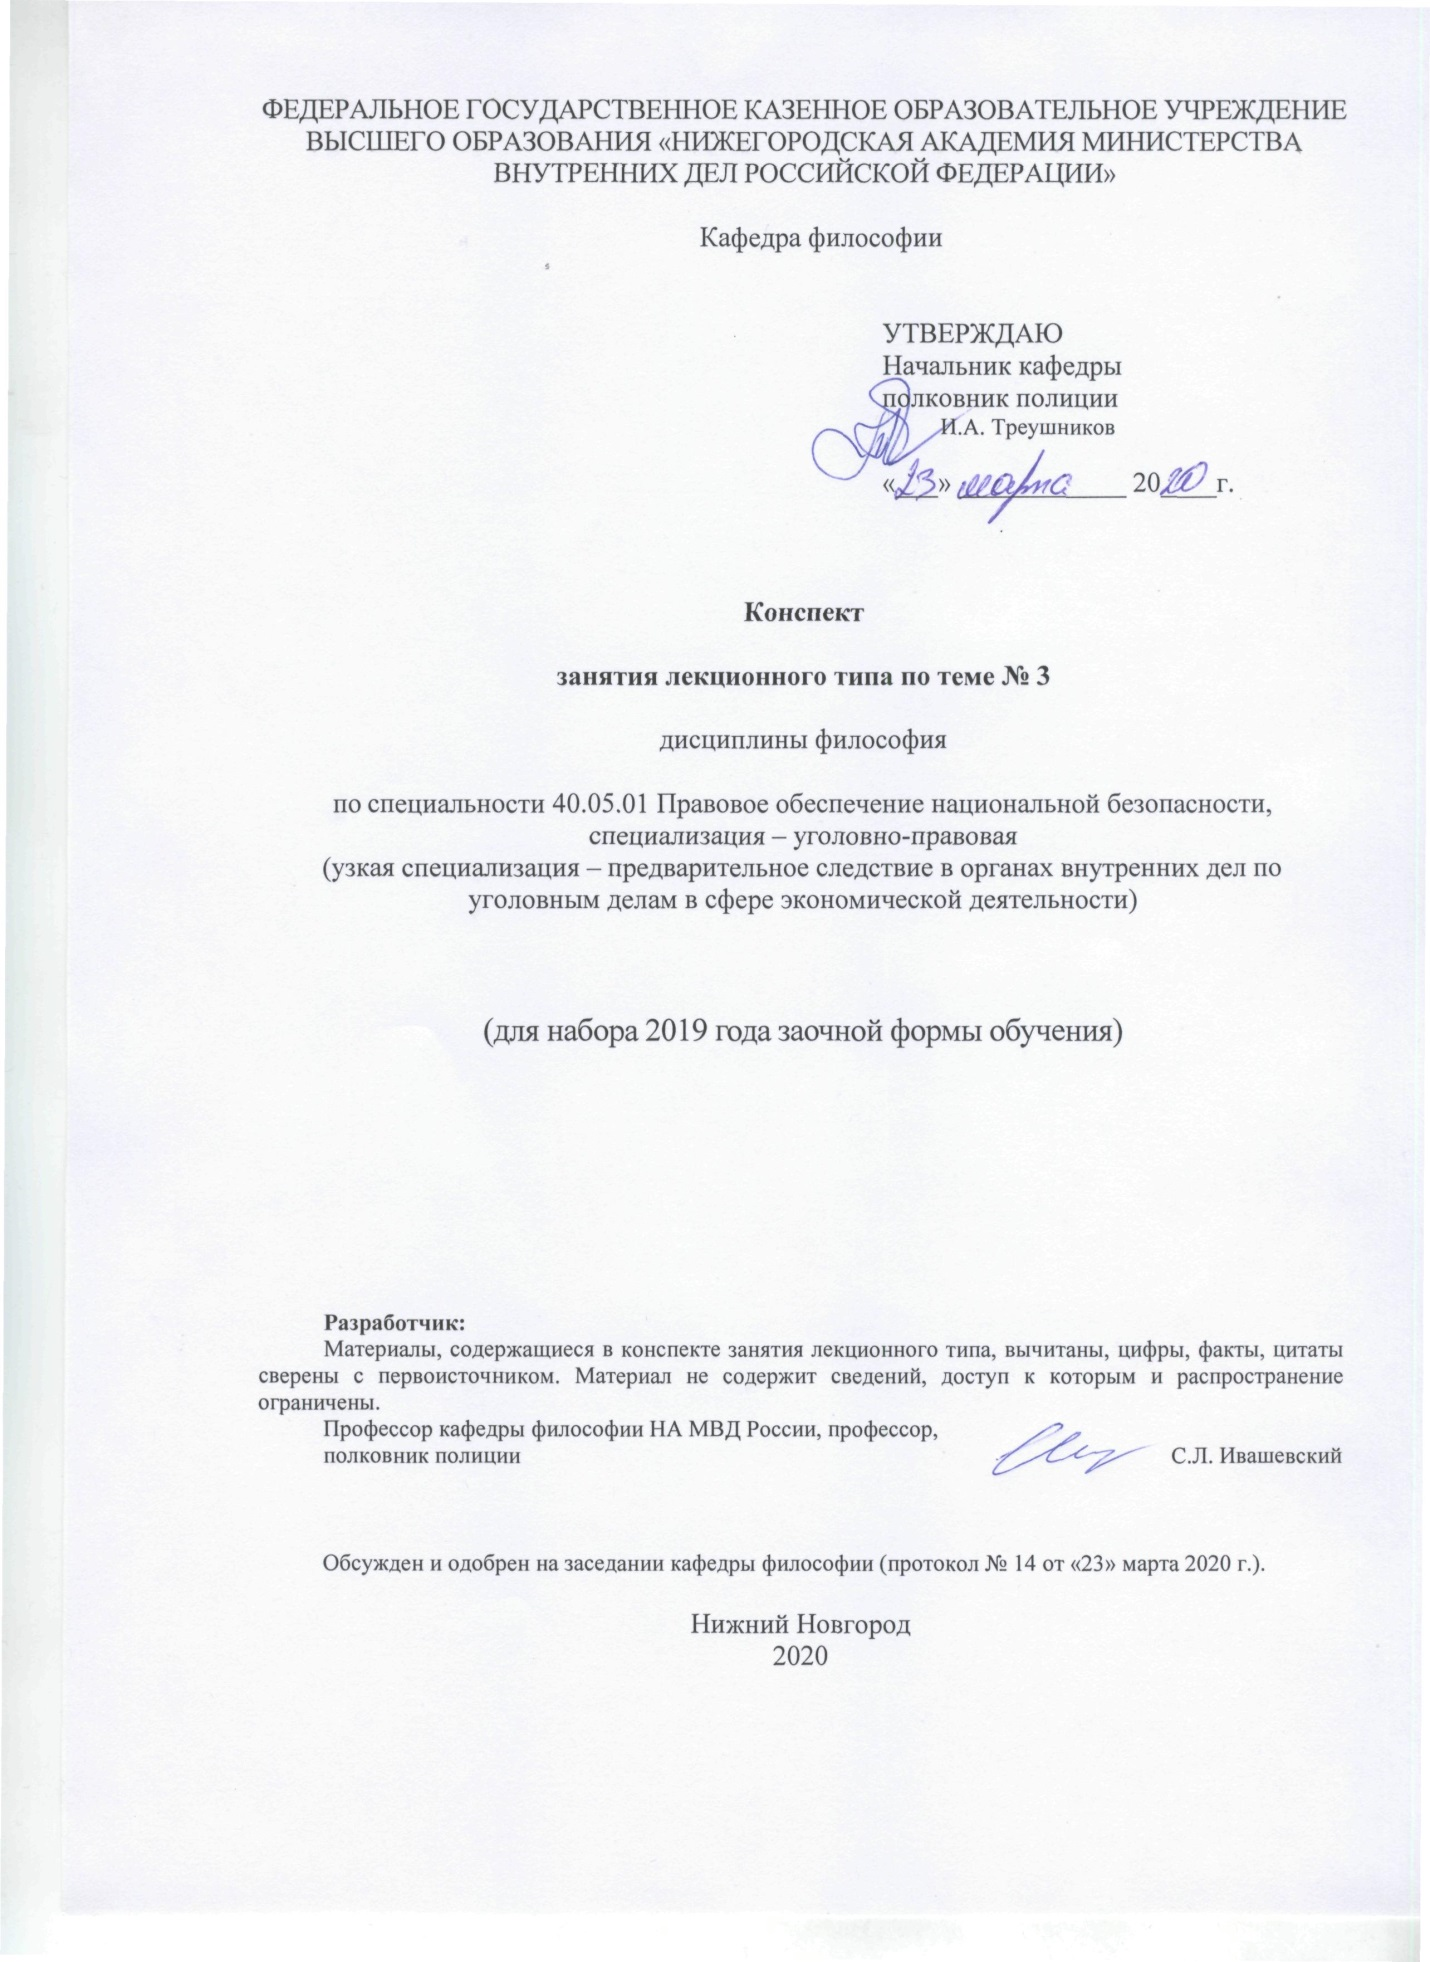 ФЕДЕРАЛЬНОЕ ГОСУДАРСТВЕННОЕ КАЗЕННОЕ ОБРАЗОВАТЕЛЬНОЕ УЧРЕЖДЕНИЕ
ВЫСШЕГО ОБРАЗОВАНИЯ «НИЖЕГОРОДСКАЯ АКАДЕМИЯ МИНИСТЕРСТВА
ВНУТРЕННИХ ДЕЛ РОССИЙСКОЙ ФЕДЕРАЦИИ»
Кафедра философии
УТВЕРЖДАЮ
Начальник кафедры
полковник полиции
И.А. Треушников
«23» марта 2020 г.
Конспект
занятия лекционного типа по теме № 3
дисциплины философия
по специальности 40.05.01 Правовое обеспечение национальной безопасности,
специализация – уголовно-правовая
(узкая специализация – предварительное следствие в органах внутренних дел по
уголовным делам в сфере экономической деятельности)
(для набора 2019 года заочной формы обучения)
Разработчик:
Материалы, содержащиеся в конспекте занятия лекционного типа, вычитаны, цифры, факты, цитаты
сверены с первоисточником. Материал не содержит сведений, доступ к которым и распространение
ограничены.
Профессор кафедры философии НА МВД России, профессор,
полковник полиции С.Л. Ивашевский
Обсужден и одобрен на заседании кафедры философии (протокол № 14 от «23» марта 2020 г.).
Нижний Новгород
2020